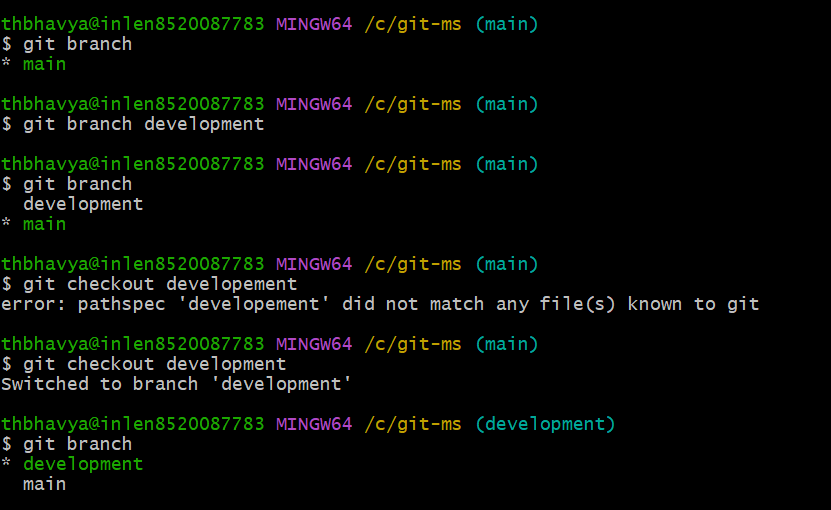 thbhavya@inlen8520087783 MINGW64 /c/git-ms (main)
$ git branch
* main
thbhavya@inlen8520087783 MINGW64 /c/git-ms (main)
$ git branch development
thbhavya@inlen8520087783 MINGW64 /c/git-ms (main)
$ git branch
  development
* main
thbhavya@inlen8520087783 MINGW64 /c/git-ms (main)
$ git checkout developement
error: pathspec 'developement' did not match any file(s) known to git
thbhavya@inlen8520087783 MINGW64 /c/git-ms (main)
$ git checkout development
Switched to branch 'development'
thbhavya@inlen8520087783 MINGW64 /c/git-ms (development)
$ git branch
* development
  main